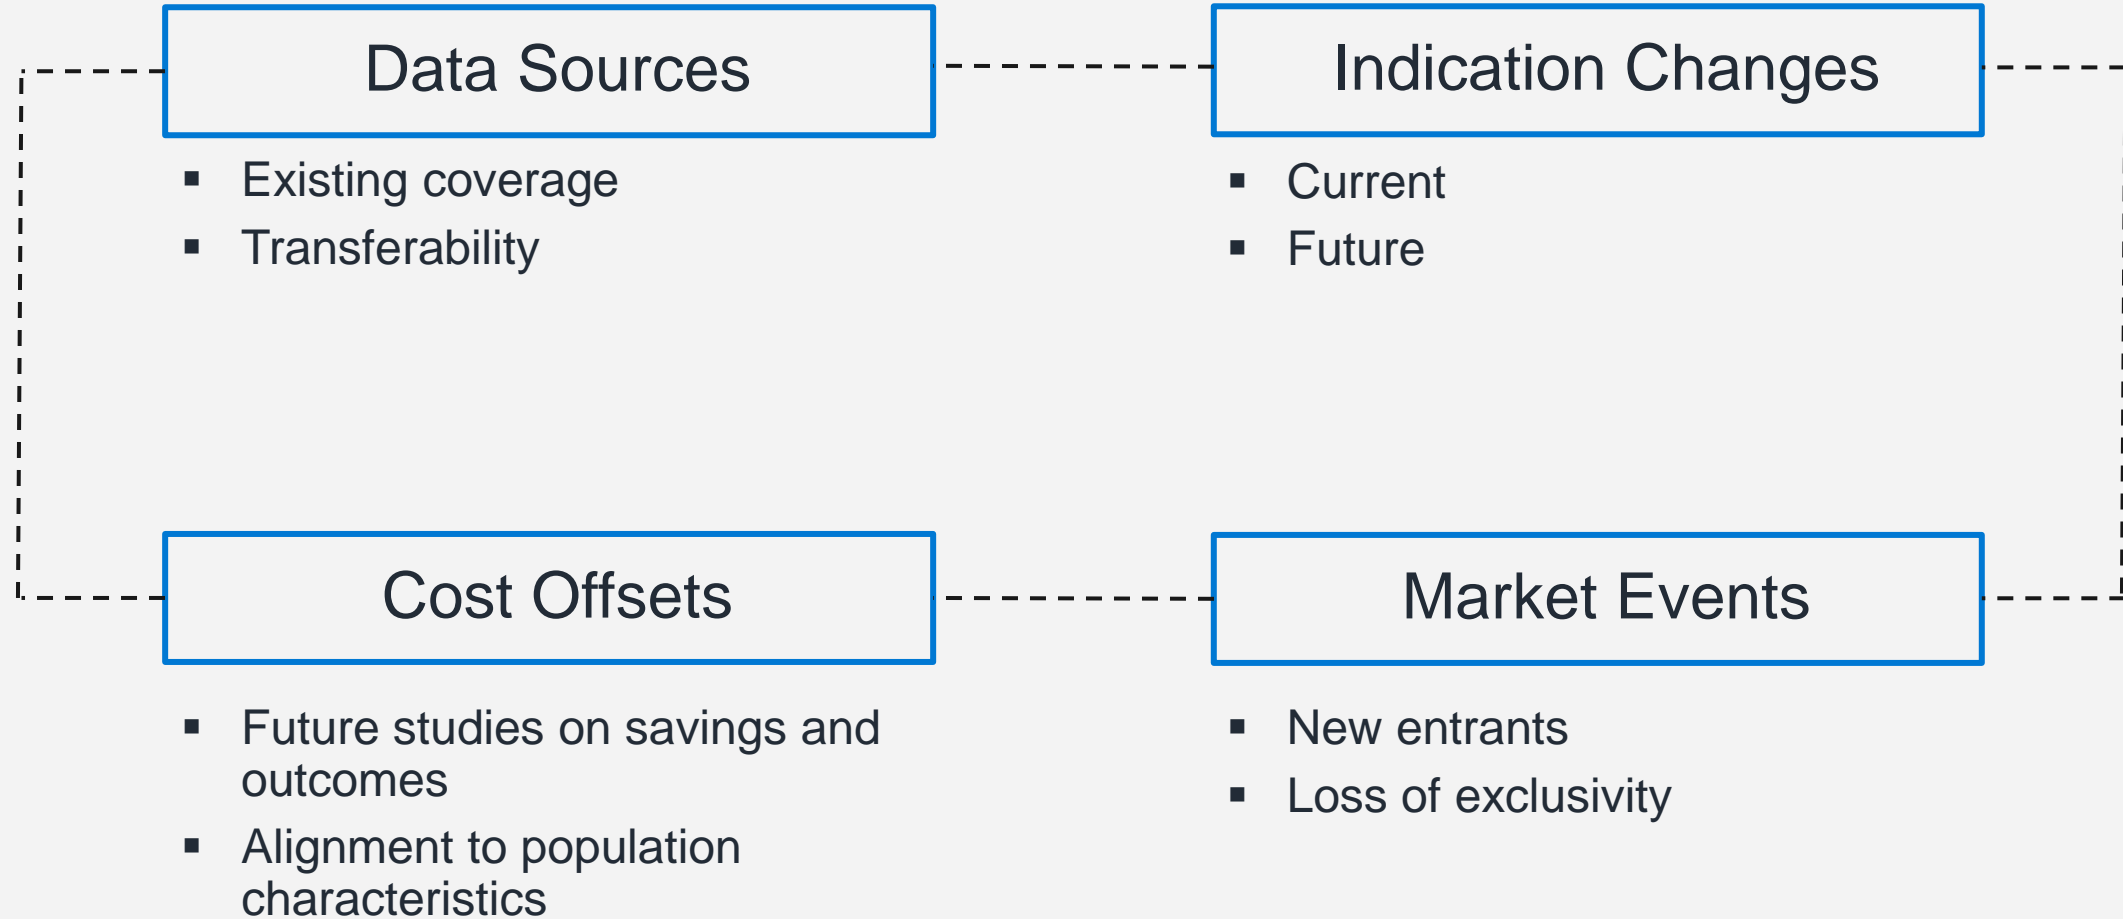 Data Sources
Existing coverage
Transferability
Indication Changes
Current
Future
Cost Offsets
Future studies on savings and
outcomes
Alignment to population
characteristics
Market Events
New entrants
Loss of exclusivity